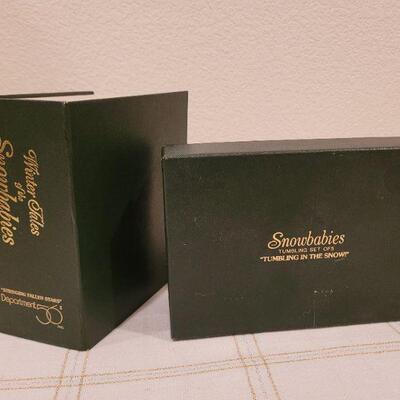 Winter Tales
of the
Snowbabies
"STRINGING FALLEN STARS"
Department 56
Snowbabies
TUMBLING SET OF 5
"TUMBLING IN THE SNOW!"